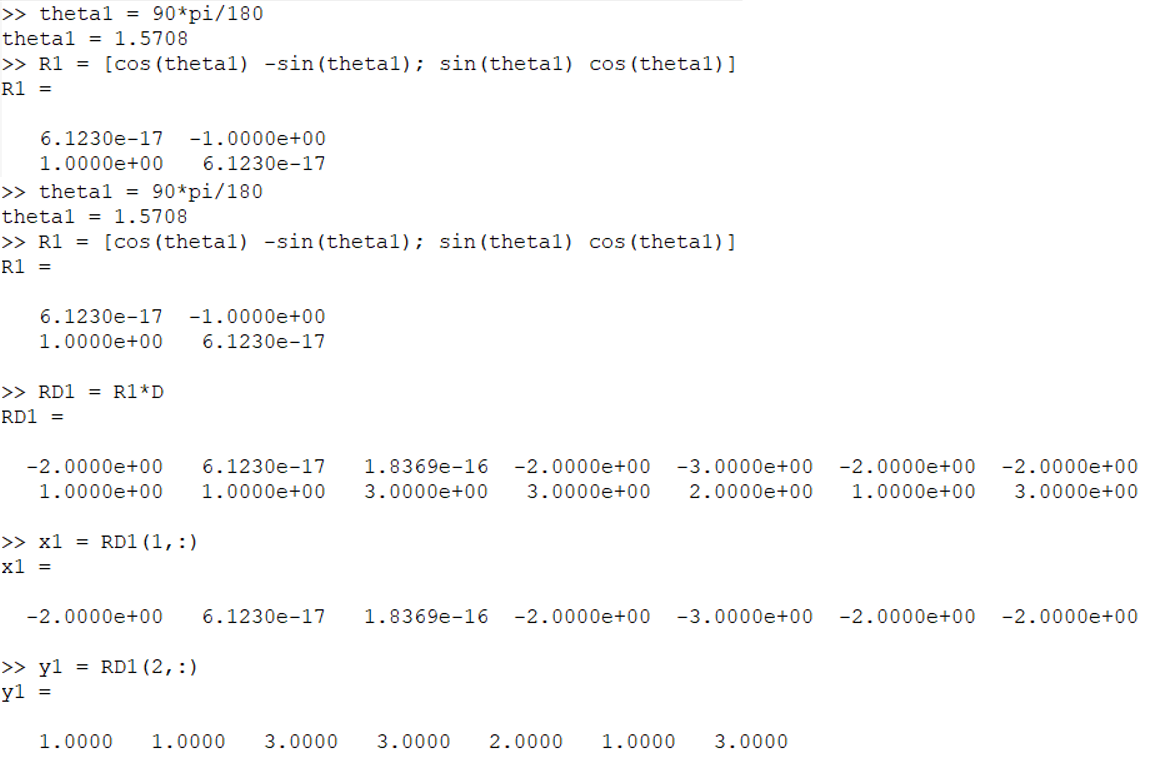 >> theta1 = 90*pi/180
theta1 = 1.5708
>> R1 = [cos(theta1) -sin(theta1); sin(theta1) cos(theta1)]
R1 =
6.1230e-17 -1.0000e+00
1.0000e+00 6.1230e-17
>> theta1 = 90*pi/180
theta1 = 1.5708
>> R1 = [cos(theta1) -sin(theta1); sin(theta1) cos(theta1)]
R1 =
6.1230e-17 -1.0000e+00
1.0000e+00 6.1230e-17
>> RD1 = R1*D
RD1 =
-2.0000e+00 6.1230e-17 1.8369e-16 -2.0000e+00 -3.0000e+00 -2.0000e+00 -2.0000e+00
1.0000e+00 1.0000e+00 3.0000e+00 3.0000e+00 2.0000e+00 1.0000e+00 3.0000e+00
>> x1 = RD1(1,:)
x1 =
-2.0000e+00 6.1230e-17 1.8369e-16 -2.0000e+00 -3.0000e+00 -2.0000e+00 -2.0000e+00
>> y1 = RD1(2,:)
y1 =
1.0000 1.0000 3.0000 3.0000 2.0000 1.0000 3.0000